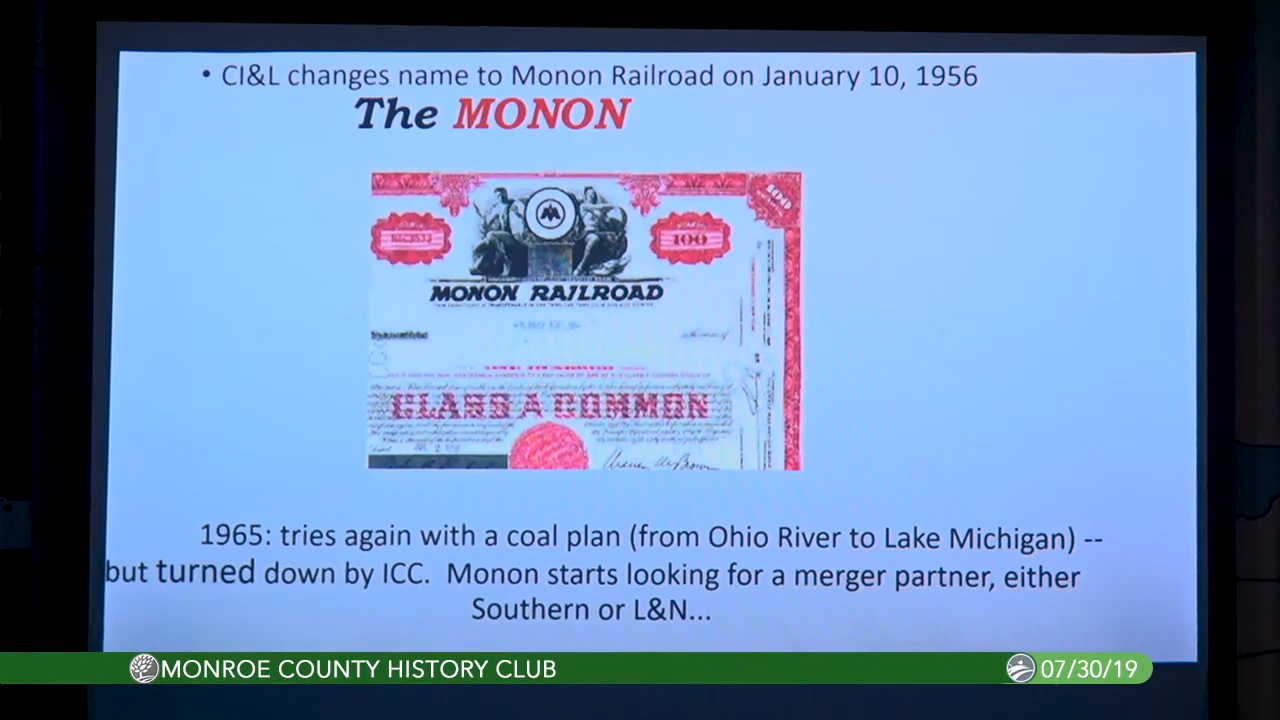 • CI&L changes name to Monon Railroad on January 10, 1956
The MONON
100
100
MONON RAILROAD
CLASS A COMMON
1965: tries again with a coal plan (from Ohio River to Lake Michigan) --
but turned down by ICC. Monon starts looking for a merger partner, either
Southern or L&N...
MONROE COUNTY HISTORY CLUB
07/30/19